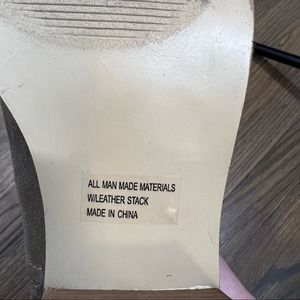 ALL MAN MADE MATERIALS
W/LEATHER STACK
MADE IN CHINA